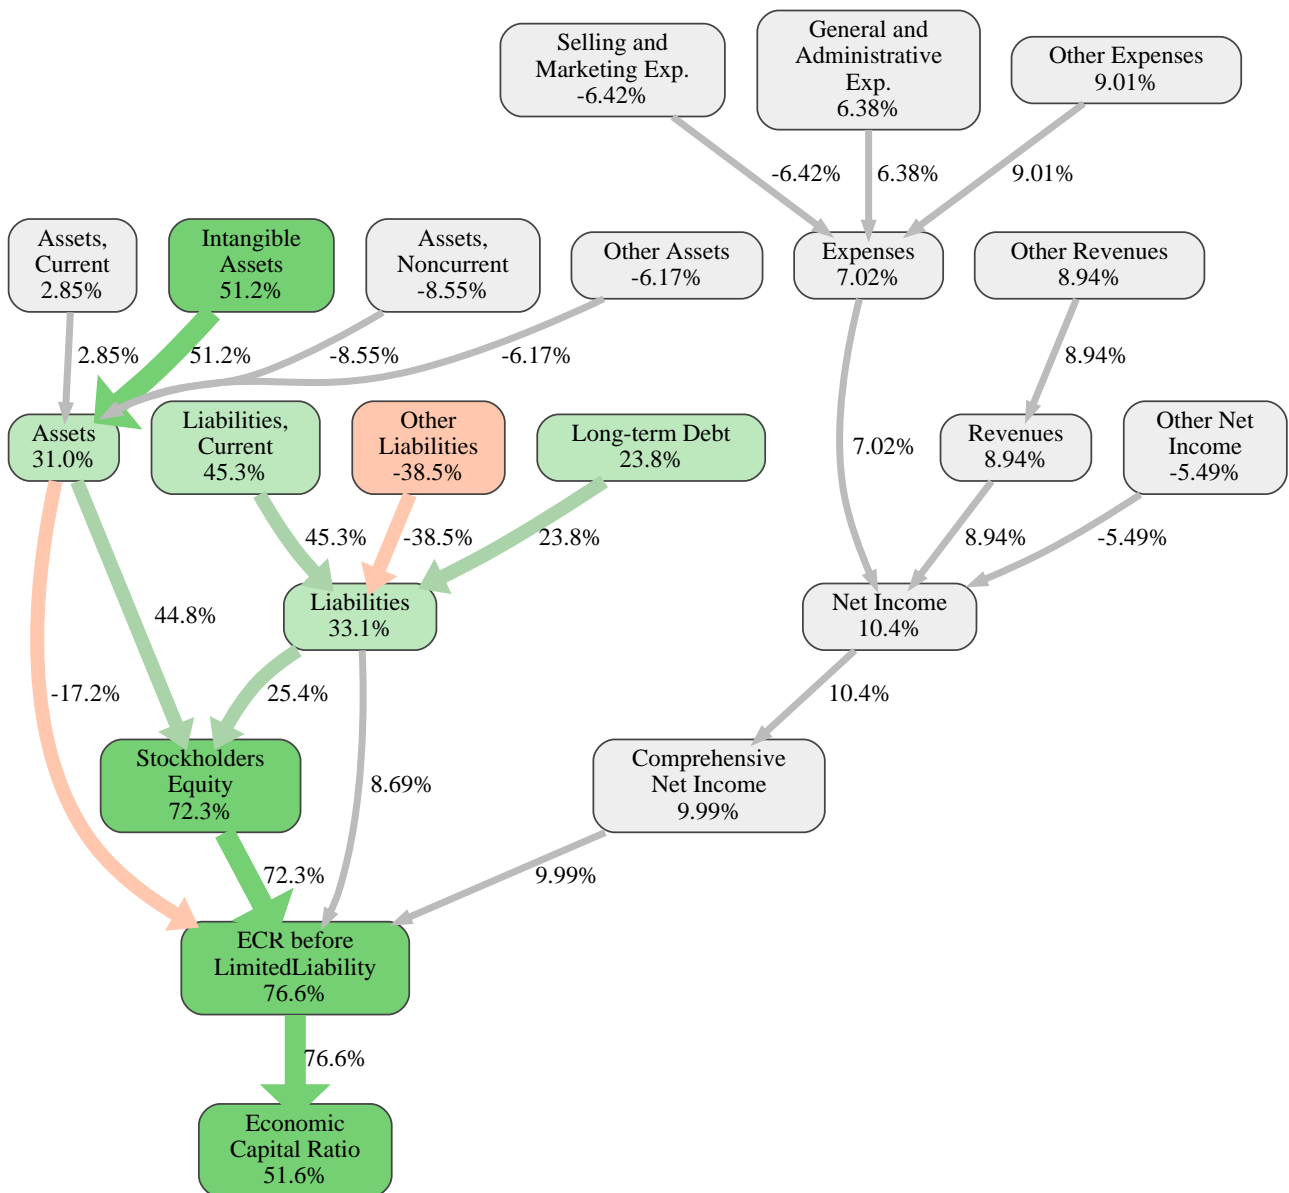 Selling and
Marketing Exp.
-6.42%
General and
Administrative
Exp.
6.38%
Other Expenses
9.01%
-6.42%
6.38%
9.01%
Assets,
Current
2.85%
Intangible
Assets
51.2%
Assets,
Noncurrent
-8.55%
Other Assets
-6.17%
Expenses
7.02%
Other Revenues
8.94%
2.85%
51.2%
-8.55%
-6.17%
8.94%
Assets
31.0%
Liabilities,
Current
45.3%
Other
Liabilities
-38.5%
Long-term Debt
23.8%
7.02%
Revenues
8.94%
Other Net
Income
-5.49%
45.3%
-38.5%
23.8%
8.94%
-5.49%
44.8%
Liabilities
33.1%
Net Income
10.4%
-17.2%
25.4%
10.4%
Stockholders
Equity
72.3%
8.69%
Comprehensive
Net Income
9.99%
72.3%
9.99%
ECR before
LimitedLiability
76.6%
76.6%
Economic
Capital Ratio
51.6%